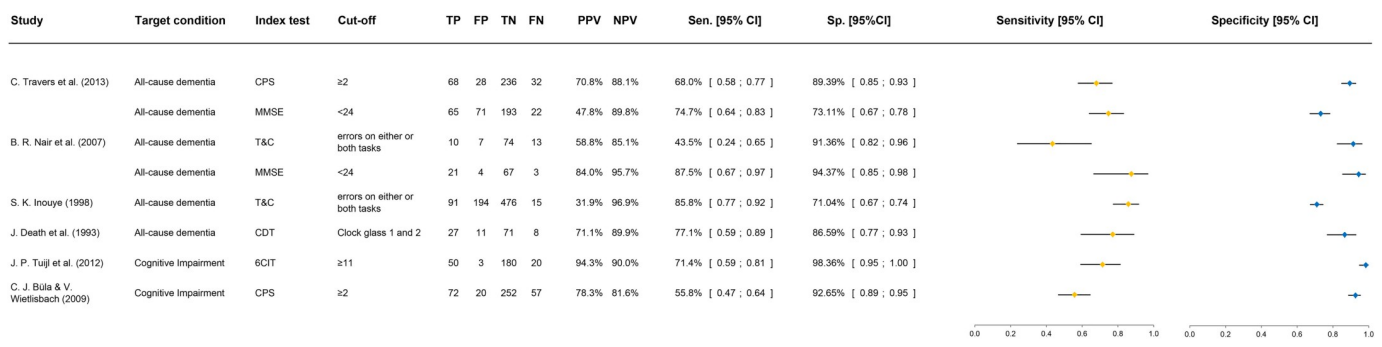 Study Target condition Index test Cut-off TP FP TN FN PPV NPV Sen. [95% CI] Sp. [95%CI] Sensitivity [95% CI] Specificity [95% CI]
C. Travers et al. (2013) All-cause dementia CPS ≥2 68 28 236 32 70.8% 88.1% 68.0% [ 0.58 ; 0.77 ] 89.39% [ 0.85 ; 0.93 ]
All-cause dementia MMSE <24 65 71 193 22 47.8% 89.8% 74.7% [ 0.64 ; 0.83 ] 73.11% [ 0.67 ; 0.78 ]
B. R. Nair et al. (2007) All-cause dementia T&C errors on either or
both tasks 10 7 74 13 58.8% 85.1% 43.5% [ 0.24 ; 0.65 ] 91.36% [ 0.82 ; 0.96 ]
All-cause dementia MMSE <24 21 4 67 3 84.0% 95.7% 87.5% [ 0.67 ; 0.97 ] 94.37% [ 0.85 ; 0.98 ]
S. K. Inouye (1998) All-cause dementia T&C errors on either or
both tasks 91 194 476 15 31.9% 96.9% 85.8% [ 0.77 ; 0.92 ] 71.04% [ 0.67 ; 0.74 ]
J. Death et al. (1993) All-cause dementia CDT Clock glass 1 and 2 27 11 71 8 71.1% 89.9% 77.1% [ 0.59 ; 0.89 ] 86.59% [ 0.77 ; 0.93 ]
J. P. Tuijl et al. (2012) Cognitive Impairment 6CIT ≥11 50 3 180 20 94.3% 90.0% 71.4% [ 0.59 ; 0.81 ] 98.36% [ 0.95 ; 1.00 ]
C. J. Büla & V.
Wietlisbach (2009) Cognitive Impairment CPS ≥2 72 20 252 57 78.3% 81.6% 55.8% [ 0.47 ; 0.64 ] 92.65% [ 0.89 ; 0.95 ]
0.0 0.2 0.4 0.6 0.8 1.0 0.0 0.2 0.4 0.6 0.8 1.0